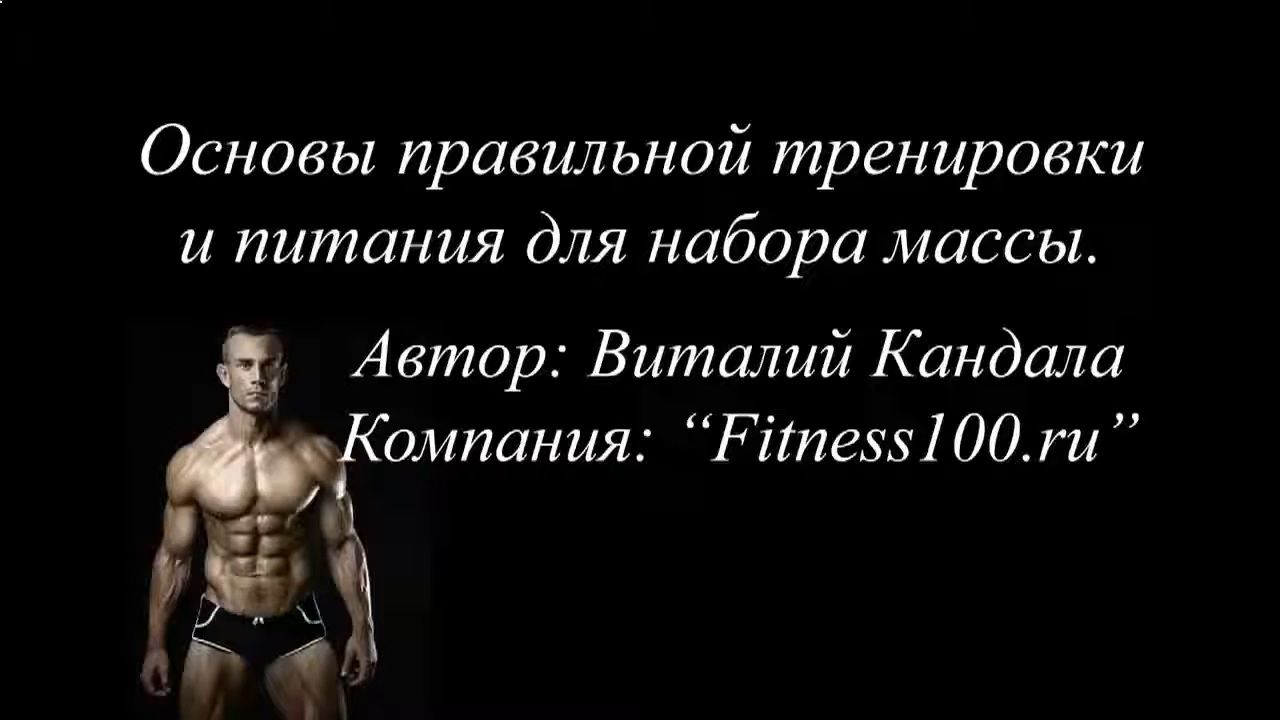 Основы правильной тренировки
и питания для набора массы.
Автор: Виталий Кандала
Компания: “Fitness100.ru”